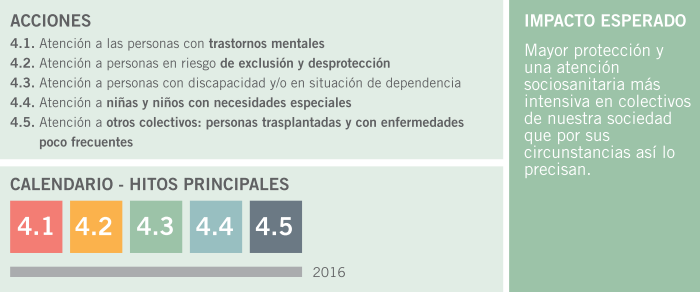 ACCIONES
4.1. Atención a las personas con trastornos mentales
4.2. Atención a personas en riesgo de exclusión y desprotección
4.3. Atención a personas con discapacidad y/o en situación de dependencia
4.4. Atención a niñas y niños con necesidades especiales
4.5. Atención a otros colectivos: personas trasplantadas y con enfermedades
poco frecuentes
CALENDARIO - HITOS PRINCIPALES
4.1 4.2 4.3 4.4 4.5
2016
IMPACTO ESPERADO
Mayor protección y
una atención
sociosanitaria más
intensiva en colectivos
de nuestra sociedad
que por sus
circunstancias así lo
precisan.